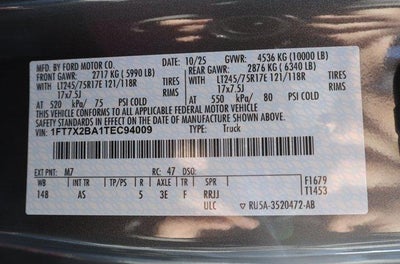 MFD. BY FORD MOTOR CO.
10/25 GVWR: 4536 KG (10000 LB)
FRONT GAWR: 2717 KG (5990 LB) REAR GAWR: 2876 KG (6340 LB)
LT245/75R17E 121/118R TIRES LT245/75R17E 121/118R TIRES
17x7.5J RIMS 17x7.5J RIMS
AT 520 kPa/ 75 PSI COLD AT 550 kPa/ 80 PSI COLD
THIS VEHICLE CONFORMS TO ALL APPLICABLE FEDERAL MOTOR VEHICLE SAFETY STANDARDS IN EFFECT ON THE DATE OF MANUFACTURE SHOWN ABOVE.
VIN: 1FT7X2BA1TEC94009 TYPE: Truck
EXT PNT: M7 RC: 47 DSO:
WB INT TR TP/PS R AXLE TR SPR F1679
148 AS 5 3E F RRJJ T1453
ULC RU5A-3520472-AB